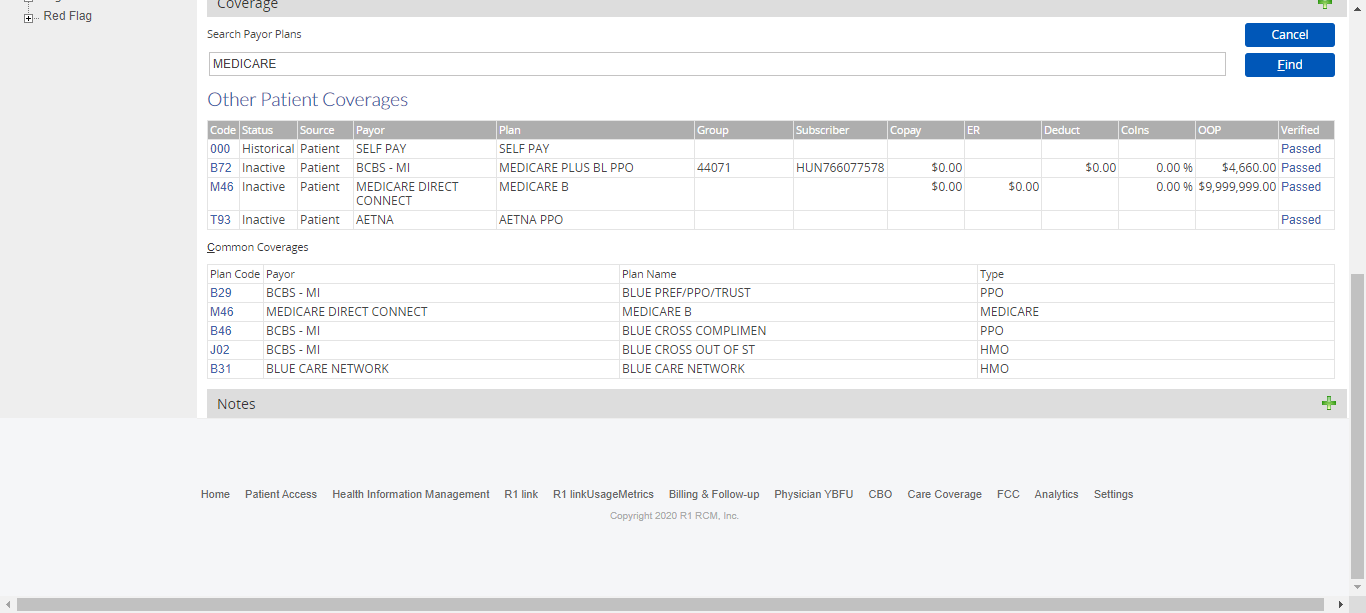 Red Flag
Coverage
Search Payor Plans
Cancel
MEDICARE
Find
Other Patient Coverages
Code Status Source Payor Plan Group Subscriber Copay ER Deduct CoIns OOP Verified
000 Historical Patient SELF PAY SELF PAY Passed
B72 Inactive Patient BCBS - MI MEDICARE PLUS BL PPO 44071 HUN766077578 $0.00 $0.00 0.00 % $4,660.00 Passed
M46 Inactive Patient MEDICARE DIRECT CONNECT MEDICARE B $0.00 $0.00 0.00 % $9,999,999.00 Passed
T93 Inactive Patient AETNA AETNA PPO Passed
Common Coverages
Plan Code Payor Plan Name Type
B29 BCBS - MI BLUE PREF/PPO/TRUST PPO
M46 MEDICARE DIRECT CONNECT MEDICARE B MEDICARE
B46 BCBS - MI BLUE CROSS COMPLIMEN PPO
J02 BCBS - MI BLUE CROSS OUT OF ST HMO
B31 BLUE CARE NETWORK BLUE CARE NETWORK HMO
Notes
Home Patient Access Health Information Management R1 link R1 linkUsageMetrics Billing & Follow-up Physician YBFU CBO Care Coverage FCC Analytics Settings
Copyright 2020 R1 RCM, Inc.